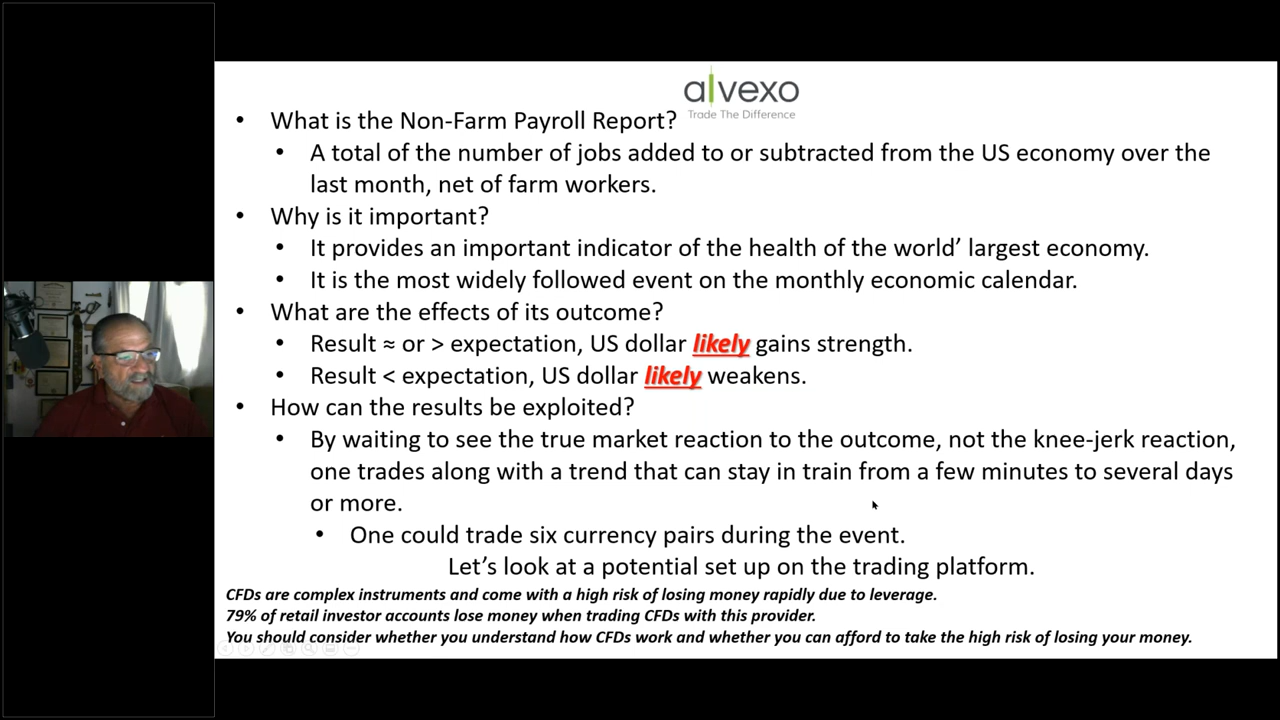 alvexo
Trade The Difference
• What is the Non-Farm Payroll Report?
• A total of the number of jobs added to or subtracted from the US economy over the
last month, net of farm workers.
• Why is it important?
• It provides an important indicator of the health of the world’ largest economy.
• It is the most widely followed event on the monthly economic calendar.
• What are the effects of its outcome?
• Result ≈ or > expectation, US dollar likely gains strength.
• Result < expectation, US dollar likely weakens.
• How can the results be exploited?
• By waiting to see the true market reaction to the outcome, not the knee-jerk reaction,
one trades along with a trend that can stay in train from a few minutes to several days
or more.
• One could trade six currency pairs during the event.
Let’s look at a potential set up on the trading platform.
CFDs are complex instruments and come with a high risk of losing money rapidly due to leverage.
79% of retail investor accounts lose money when trading CFDs with this provider.
You should consider whether you understand how CFDs work and whether you can afford to take the high risk of losing your money.